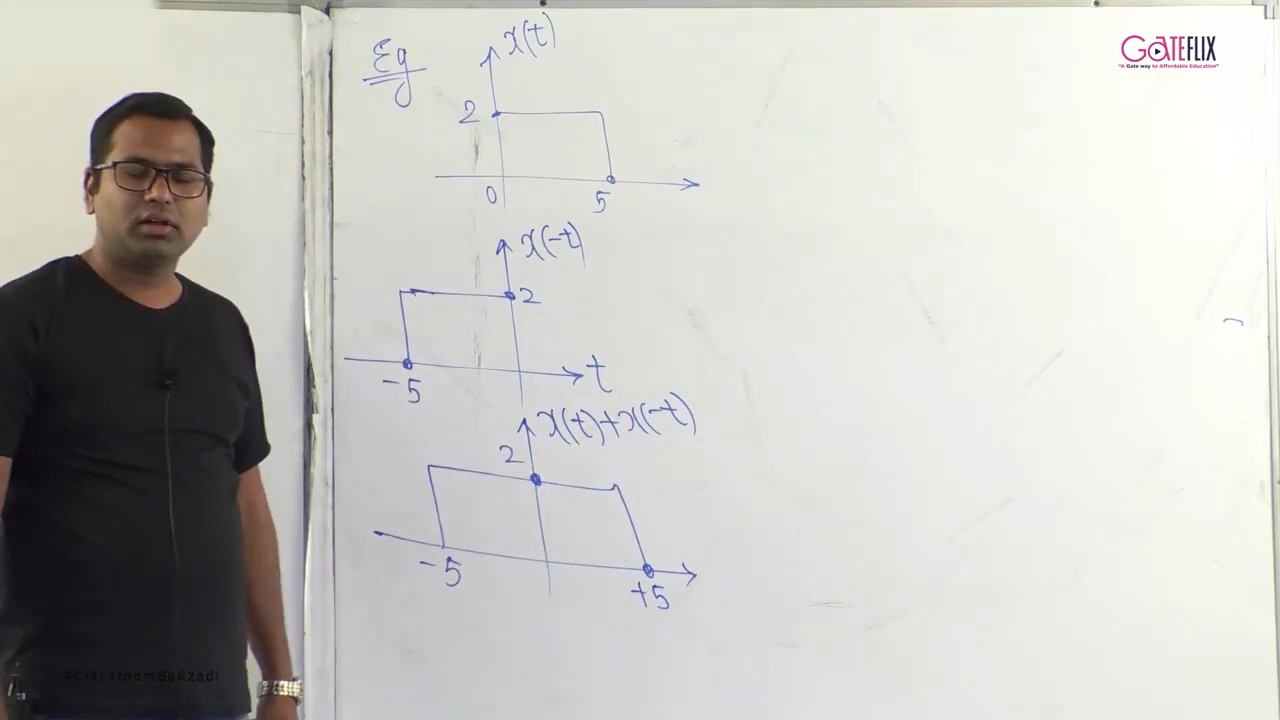 Eg
x(t)
2
0
5
x(-t)
2
-5
t
x(t)+x(-t)
2
-5
+5
GATEFLIX
"A Gate way to Affordable Education"
#ClassroomSeAzadi